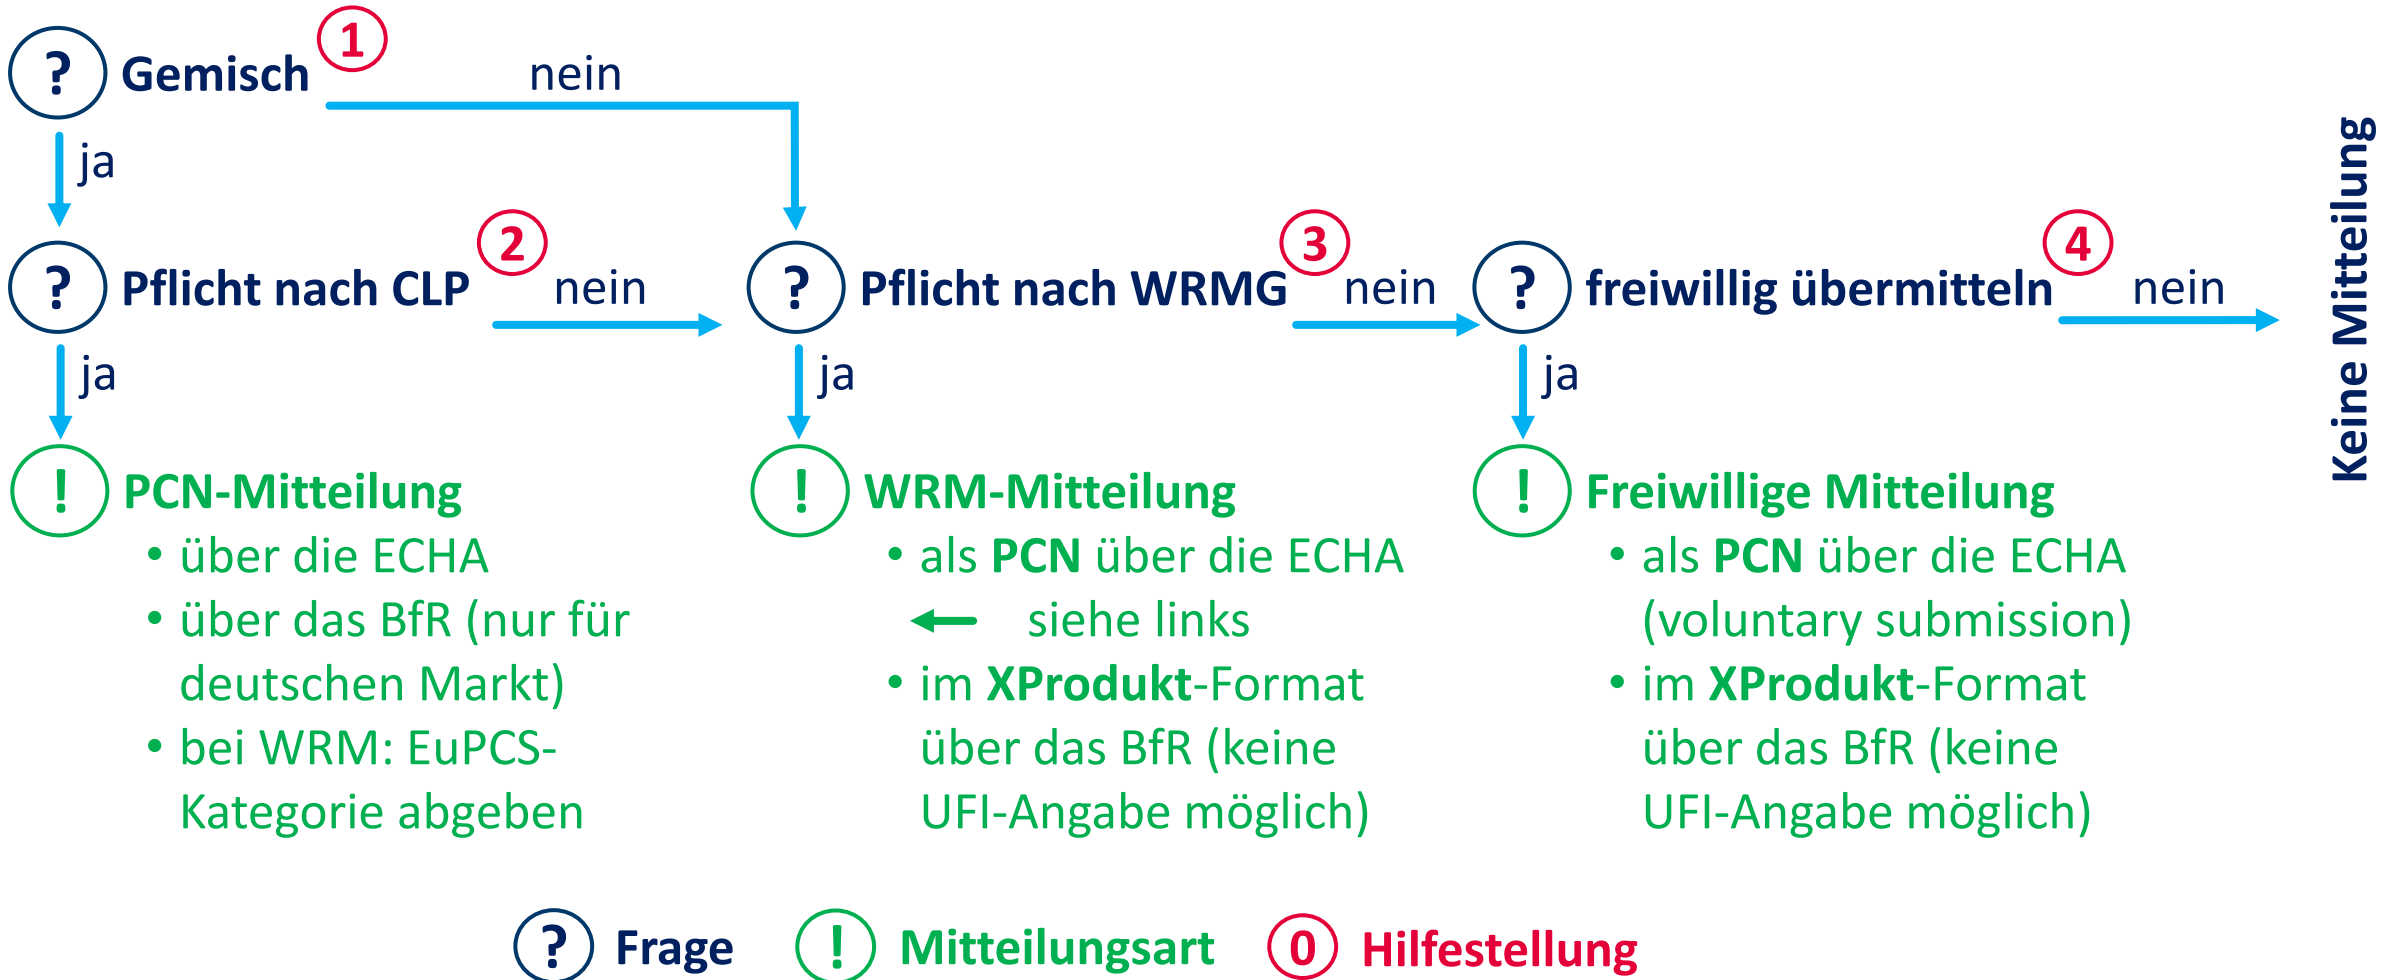 ? Gemisch 1 nein
ja
? Pflicht nach CLP 2 nein
? Pflicht nach WRMG 3 nein
? freiwillig übermitteln 4 nein
Keine Mitteilung
ja
ja
ja
! PCN-Mitteilung
• über die ECHA
• über das BfR (nur für
deutschen Markt)
• bei WRM: EuPCS-
Kategorie abgeben
! WRM-Mitteilung
• als PCN über die ECHA
siehe links
• im XProdukt-Format
über das BfR (keine
UFI-Angabe möglich)
! Freiwillige Mitteilung
• als PCN über die ECHA
(voluntary submission)
• im XProdukt-Format
über das BfR (keine
UFI-Angabe möglich)
? Frage ! Mitteilungsart 0 Hilfestellung